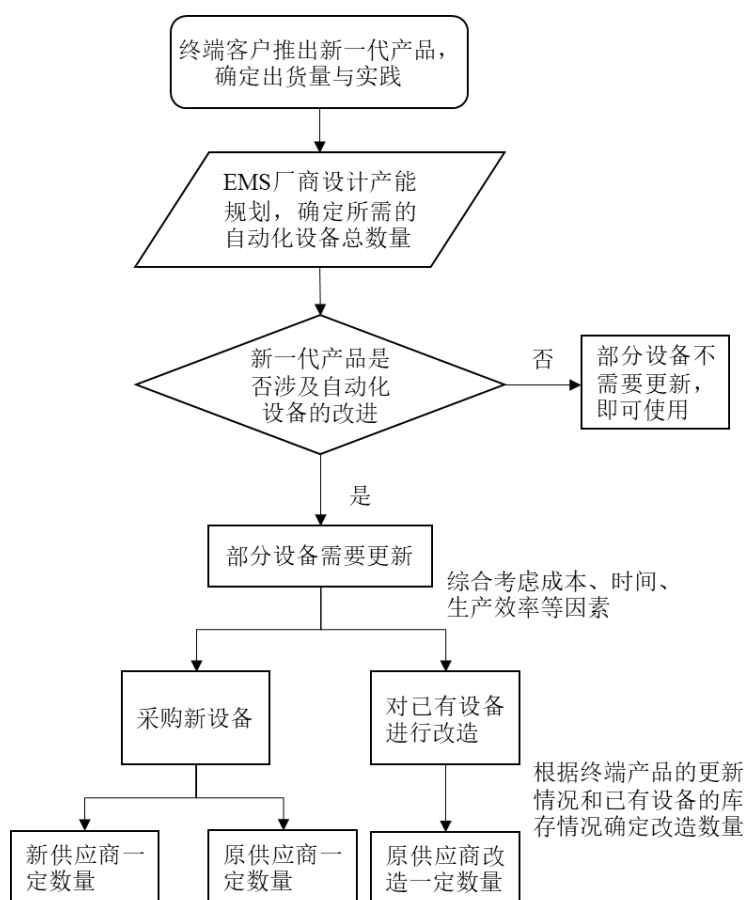 终端客户推出新一代产品，
确定出货量与实践
EMS厂商设计产能
规划，确定所需的
自动化设备总数量
新一代产品是
否涉及自动化
设备的改进
否
部分设备不
需要更新，
即可使用
是
部分设备需要更新
综合考虑成本、时间、
生产效率等因素
采购新设备
对已有设备
进行改造
根据终端产品的更新
情况和已有设备的库
存情况确定改造数量
新供应商一
定数量
原供应商一
定数量
原供应商改
造一定数量